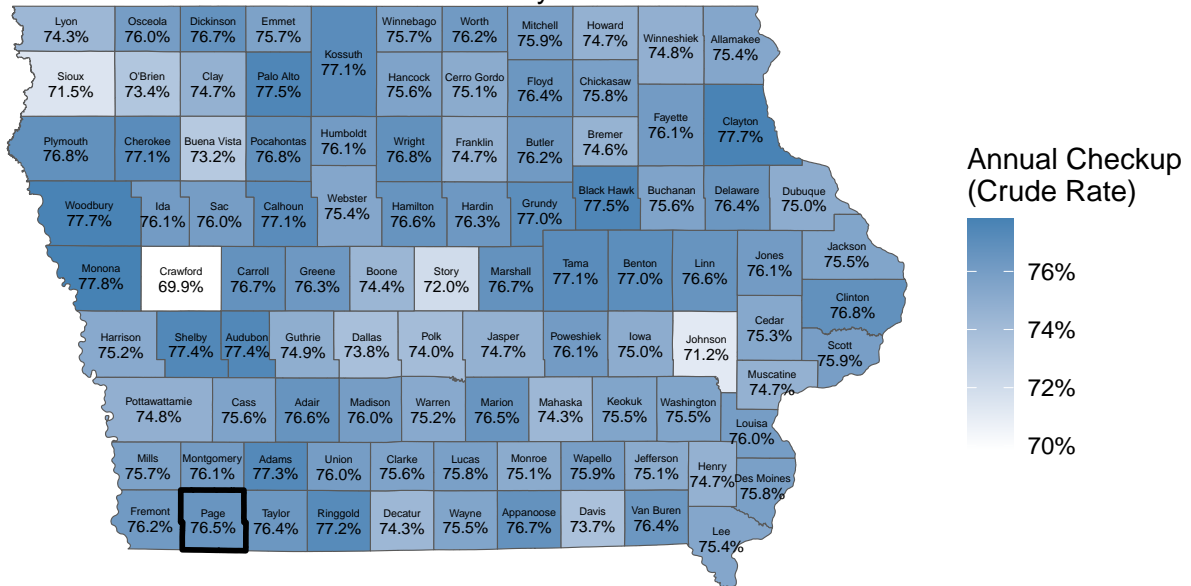 Lyon
74.3%
Osceola
76.0%
Dickinson
76.7%
Emmet
75.7%
Kossuth
77.1%
Winnebago
75.7%
Worth
76.2%
Mitchell
75.9%
Howard
74.7%
Winneshiek
74.8%
Allamakee
75.4%
Sioux
71.5%
O'Brien
73.4%
Clay
74.7%
Palo Alto
77.5%
Hancock
75.6%
Cerro Gordo
75.1%
Floyd
76.4%
Chickasaw
75.8%
Fayette
76.1%
Clayton
77.7%
Plymouth
76.8%
Cherokee
77.1%
Buena Vista
73.2%
Pocahontas
76.8%
Humboldt
76.1%
Wright
76.8%
Franklin
74.7%
Butler
76.2%
Bremer
74.6%
Woodbury
77.7%
Ida
76.1%
Sac
76.0%
Calhoun
77.1%
Webster
75.4%
Hamilton
76.6%
Hardin
76.3%
Grundy
77.0%
Black Hawk
77.5%
Buchanan
75.6%
Delaware
76.4%
Dubuque
75.0%
Monona
77.8%
Crawford
69.9%
Carroll
76.7%
Greene
76.3%
Boone
74.4%
Story
72.0%
Marshall
76.7%
Tama
77.1%
Benton
77.0%
Linn
76.6%
Jones
76.1%
Jackson
75.5%
Clinton
76.8%
Harrison
75.2%
Shelby
77.4%
Audubon
77.4%
Guthrie
74.9%
Dallas
73.8%
Polk
74.0%
Jasper
74.7%
Poweshiek
76.1%
Iowa
75.0%
Johnson
71.2%
Cedar
75.3%
Scott
75.9%
Muscatine
74.7%
Pottawattamie
74.8%
Cass
75.6%
Adair
76.6%
Madison
76.0%
Warren
75.2%
Marion
76.5%
Mahaska
74.3%
Keokuk
75.5%
Washington
75.5%
Louisa
76.0%
Mills
75.7%
Montgomery
76.1%
Adams
77.3%
Union
76.0%
Clarke
75.6%
Lucas
75.8%
Monroe
75.1%
Wapello
75.9%
Jefferson
75.1%
Henry
74.7%
Des Moines
75.8%
Fremont
76.2%
Page
76.5%
Taylor
76.4%
Ringgold
77.2%
Decatur
74.3%
Wayne
75.5%
Appanoose
76.7%
Davis
73.7%
Van Buren
76.4%
Lee
75.4%
Annual Checkup
(Crude Rate)
76%
74%
72%
70%